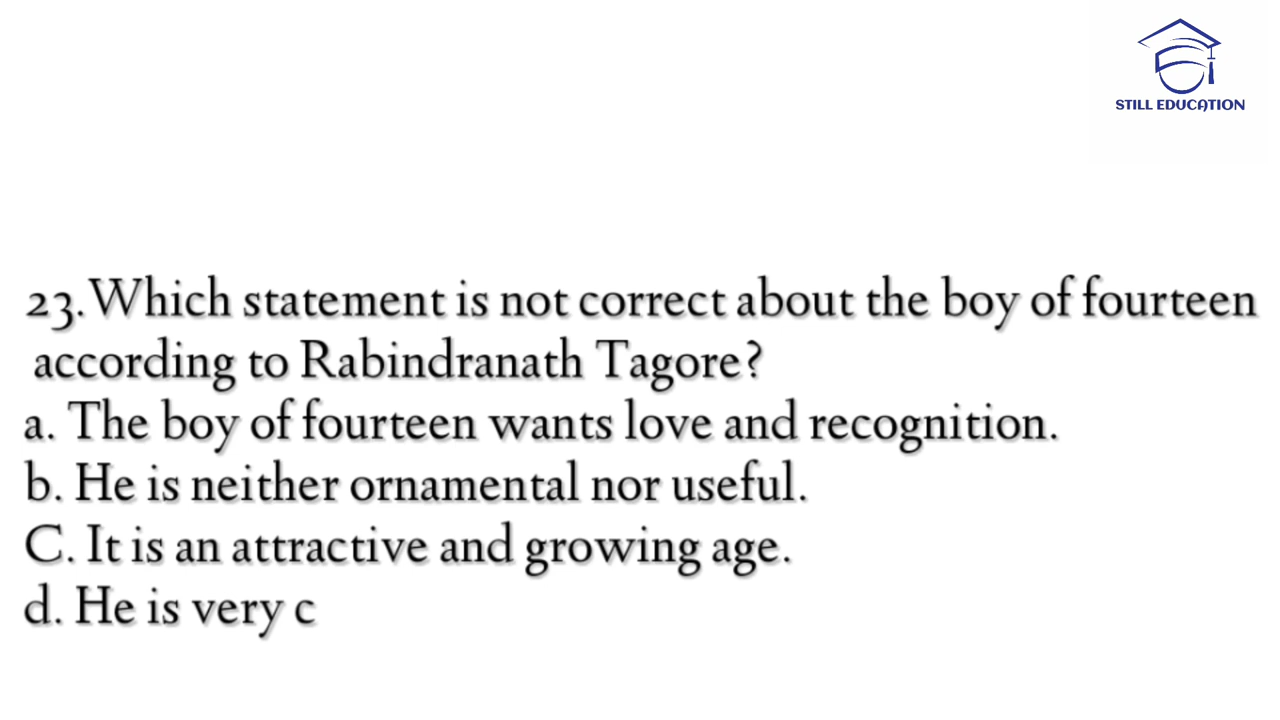 STILL EDUCATION
23.Which statement is not correct about the boy of fourteen
according to Rabindranath Tagore?
a. The boy of fourteen wants love and recognition.
b. He is neither ornamental nor useful.
C. It is an attractive and growing age.
d. He is very c